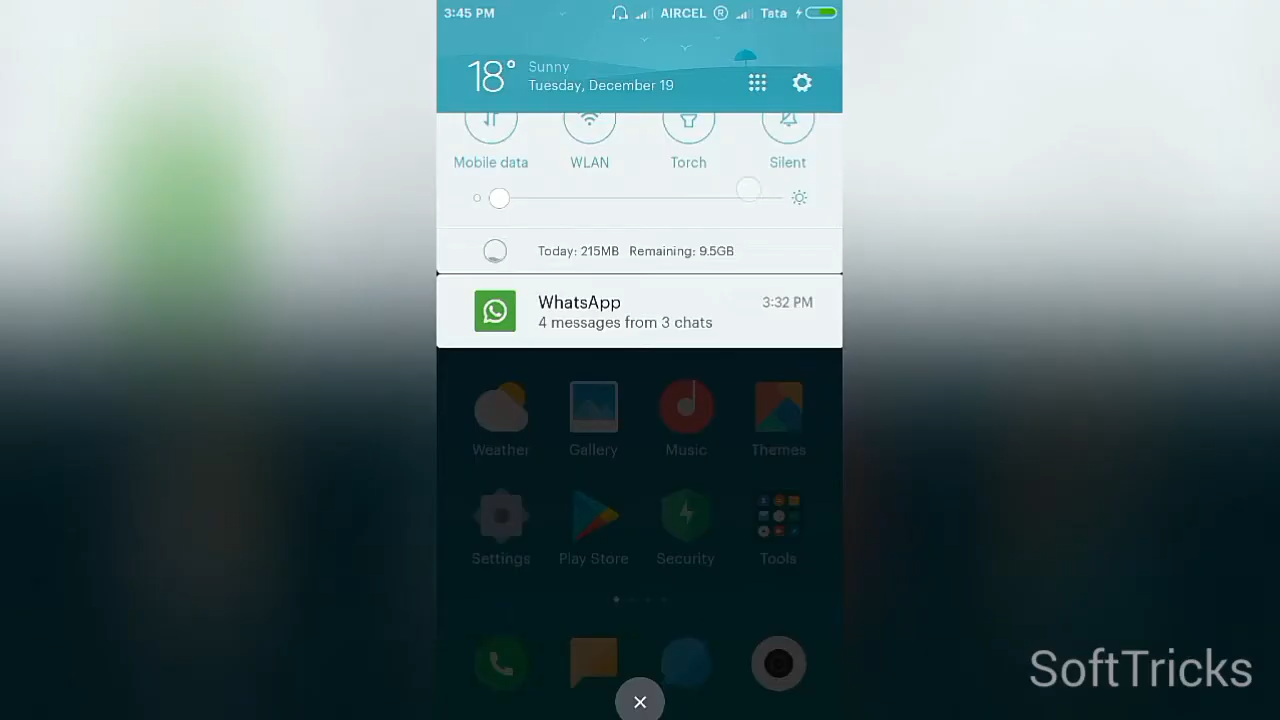 3:45 PM AIRCEL R Tata
18° Sunny
Tuesday, December 19
Mobile data WLAN Torch Silent
Today: 215MB Remaining: 9.5GB
WhatsApp 3:32 PM
4 messages from 3 chats
Weather Gallery Music Themes
Settings Play Store Security Tools
SoftTricks